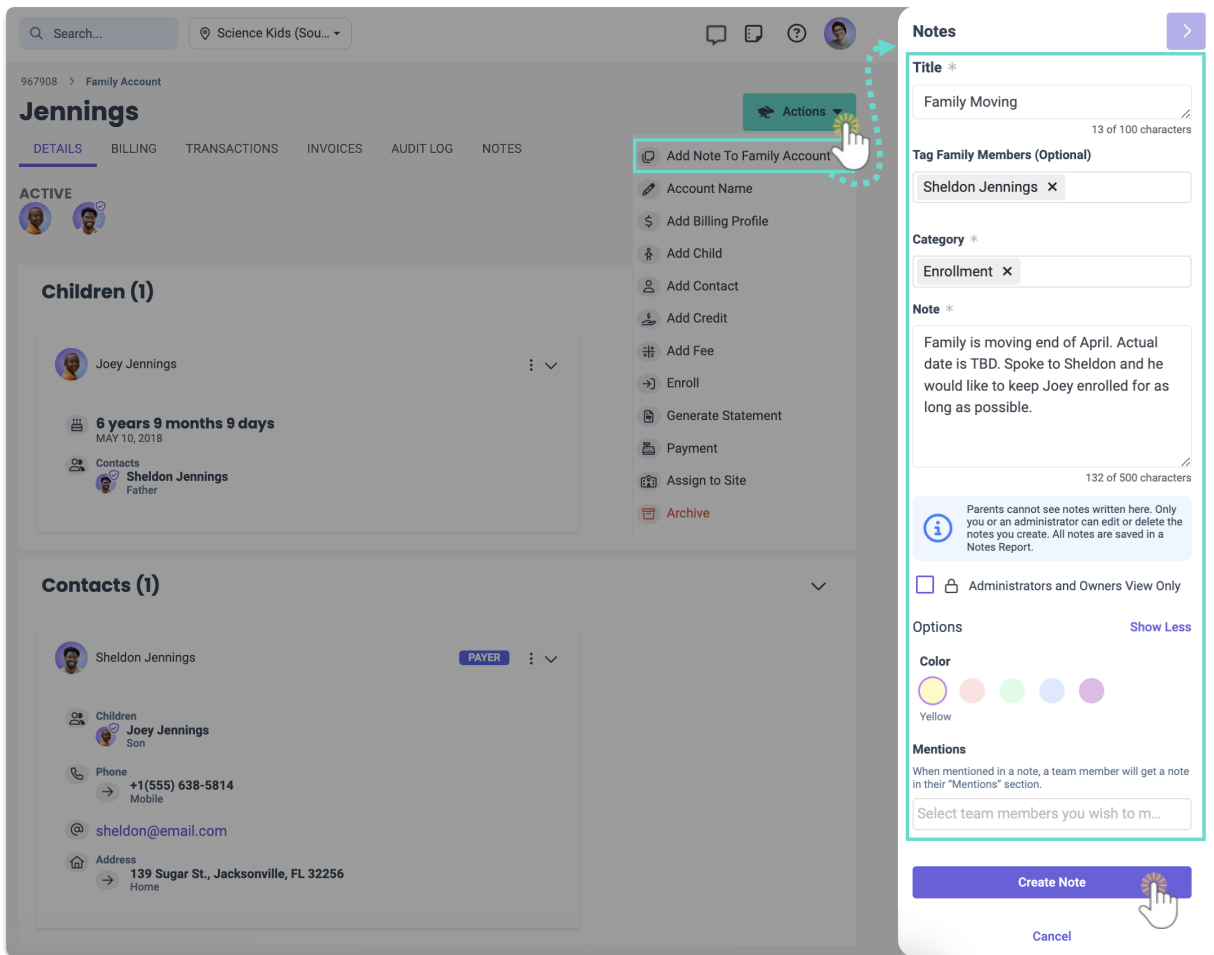 Search...
Science Kids (Sou...
967908 > Family Account
Jennings
Actions
DETAILS BILLING TRANSACTIONS INVOICES AUDIT LOG NOTES
ACTIVE
Add Note To Family Account
Account Name
Add Billing Profile
Add Child
Add Contact
Add Credit
Add Fee
Enroll
Generate Statement
Payment
Assign to Site
Archive
Children (1)
Joey Jennings
6 years 9 months 9 days
MAY 10, 2018
Contacts
Sheldon Jennings
Father
Contacts (1)
Sheldon Jennings
PAYER
Children
Joey Jennings
Son
Phone
+1(555) 638-5814
Mobile
sheldon@email.com
Address
139 Sugar St., Jacksonville, FL 32256
Home
Notes
Title *
Family Moving
13 of 100 characters
Tag Family Members (Optional)
Sheldon Jennings ×
Category *
Enrollment ×
Note *
Family is moving end of April. Actual
date is TBD. Spoke to Sheldon and he
would like to keep Joey enrolled for as
long as possible.
132 of 500 characters
Parents cannot see notes written here. Only
you or an administrator can edit or delete the
notes you create. All notes are saved in a
Notes Report.
Administrators and Owners View Only
Options
Show Less
Color
Yellow
Mentions
When mentioned in a note, a team member will get a note
in their "Mentions" section.
Select team members you wish to m...
Create Note
Cancel